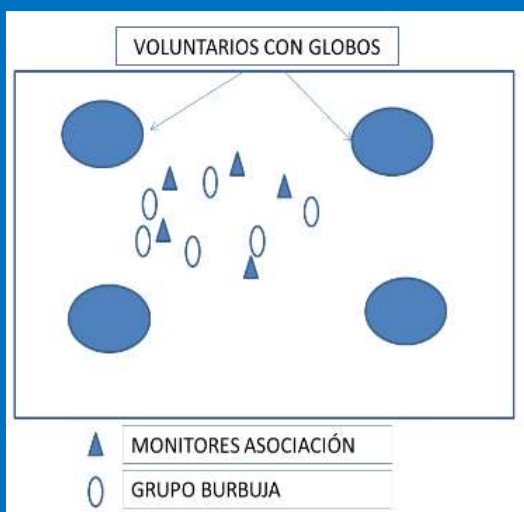 VOLUNTARIOS CON GLOBOS
MONITORES ASOCIACIÓN
GRUPO BURBUJA